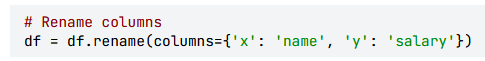 # Rename columns
df = df.rename(columns={'x': 'name', 'y': 'salary'})